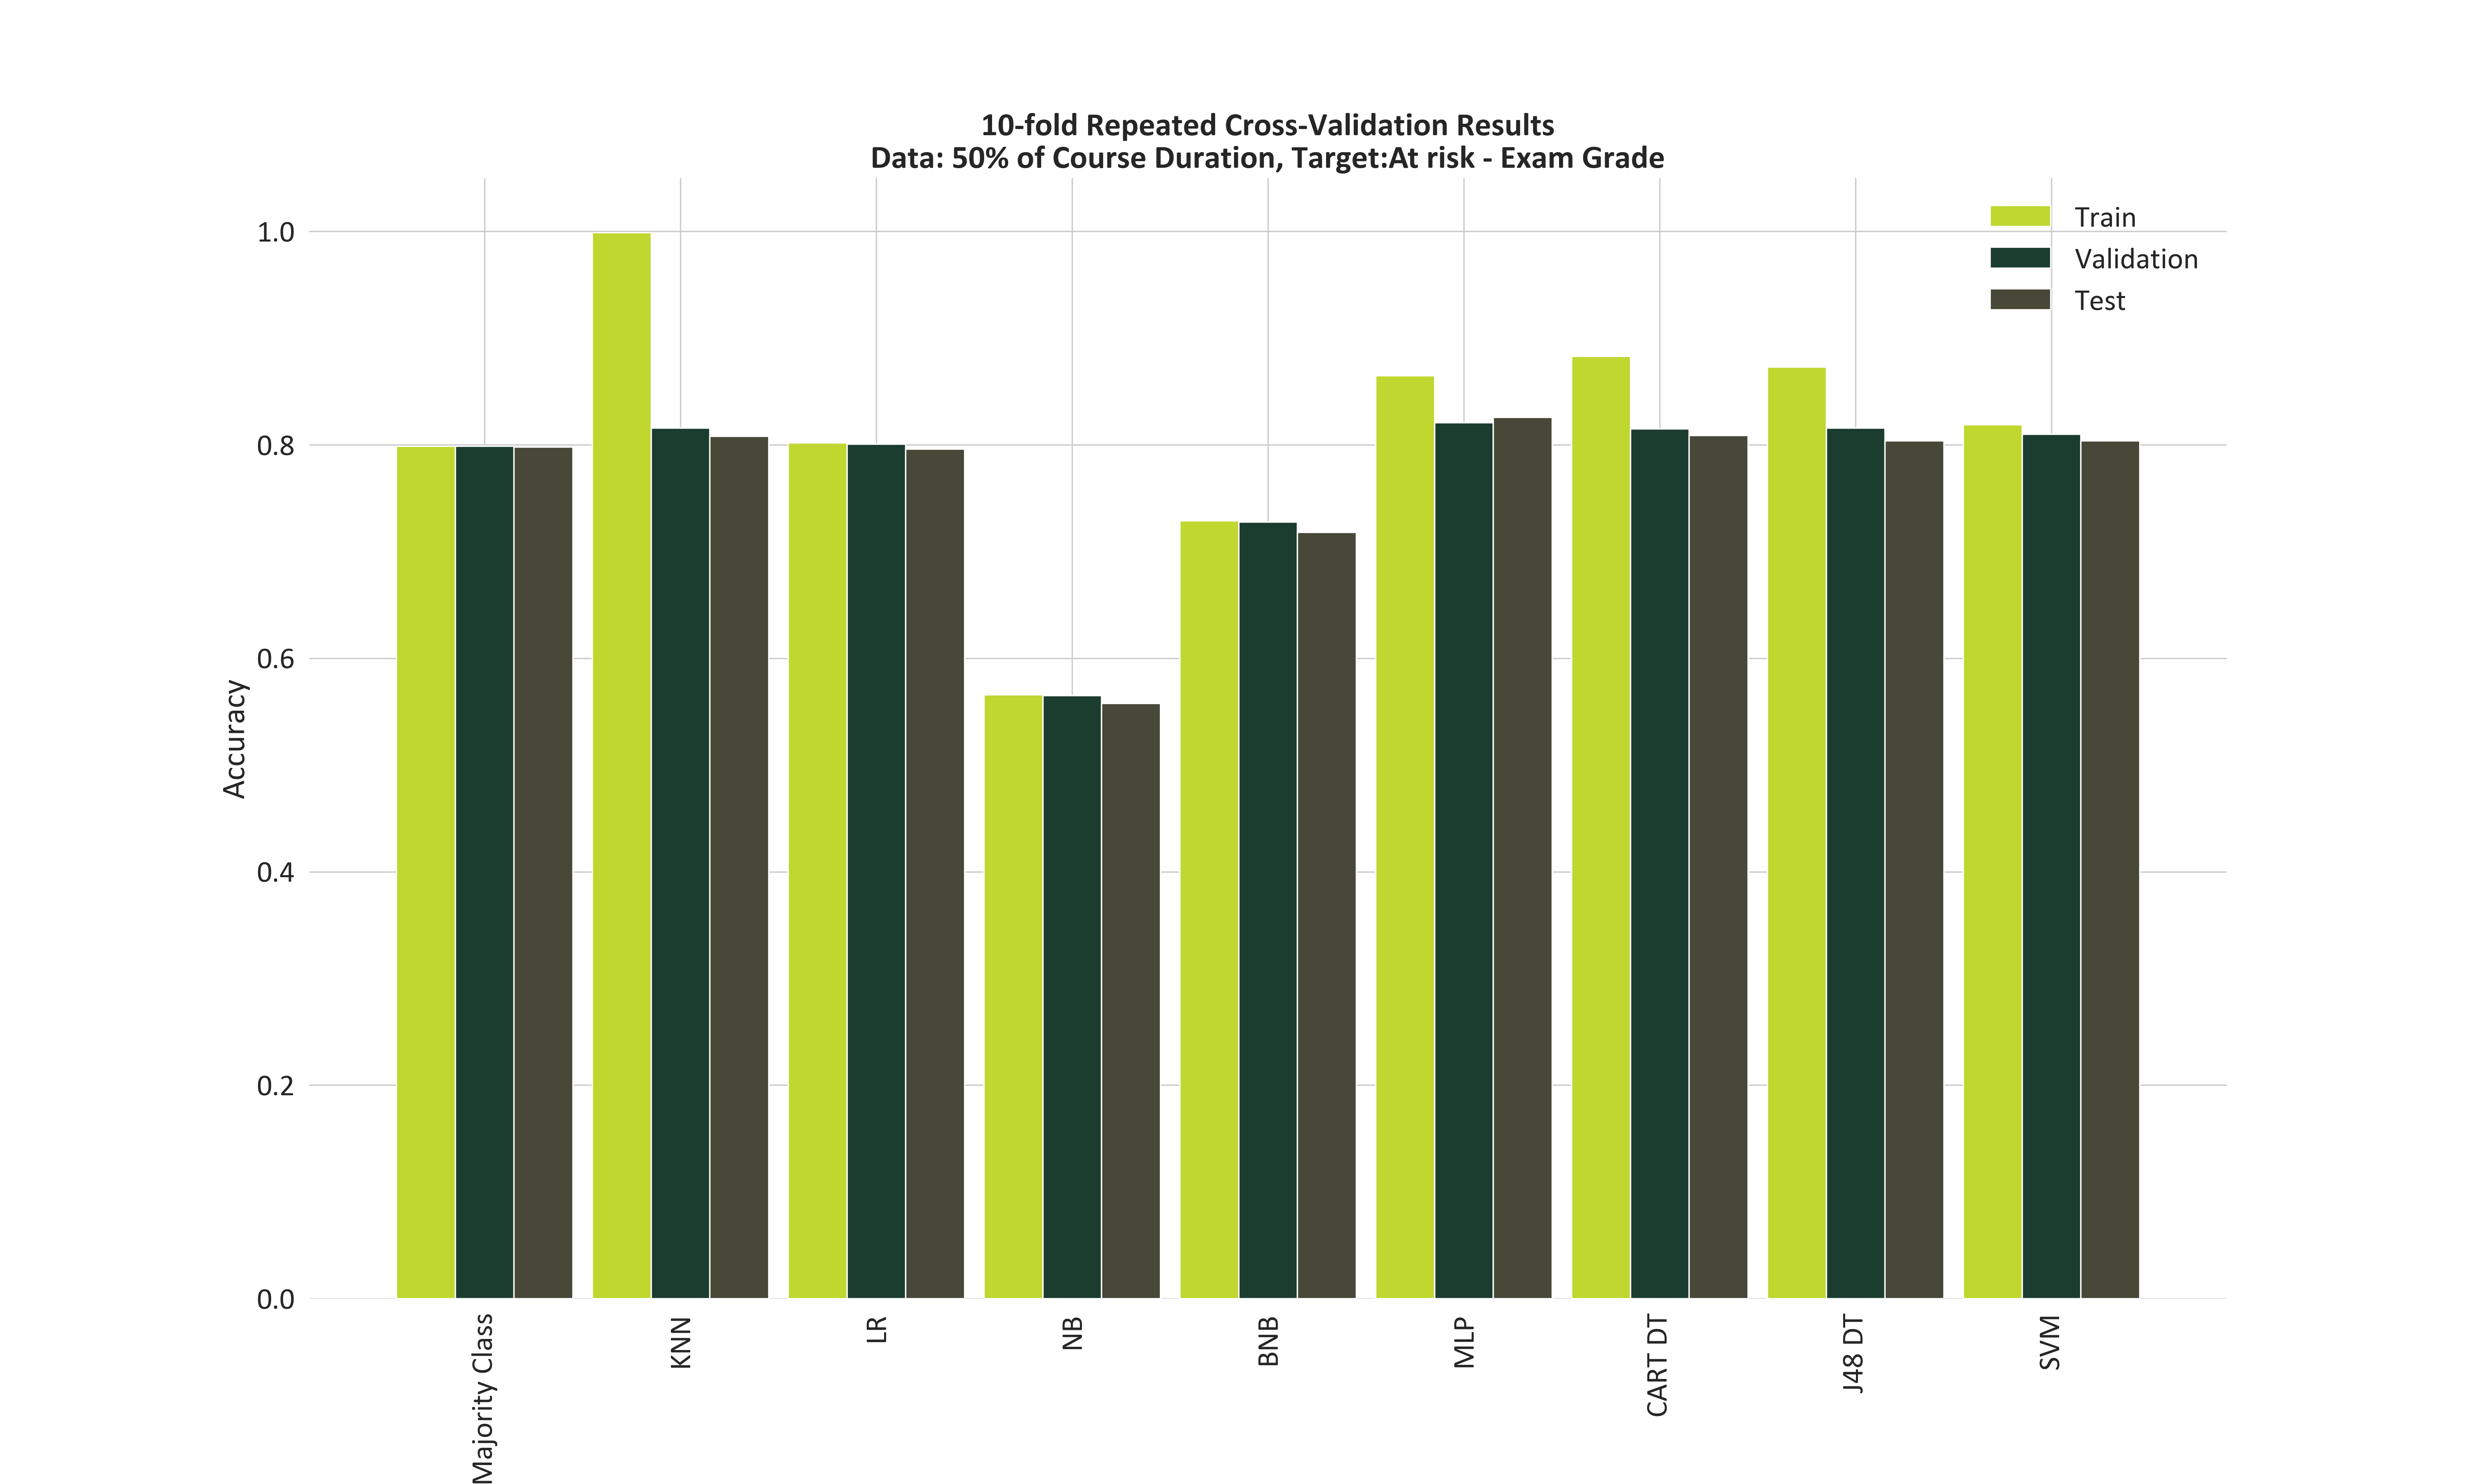 10-fold Repeated Cross-Validation Results
Data: 50% of Course Duration, Target:At risk - Exam Grade
Train
Validation
Test
1.0
0.8
0.6
0.4
0.2
0.0
Accuracy
Majority Class
KNN
LR
NB
BNB
MLP
CART DT
J48 DT
SVM